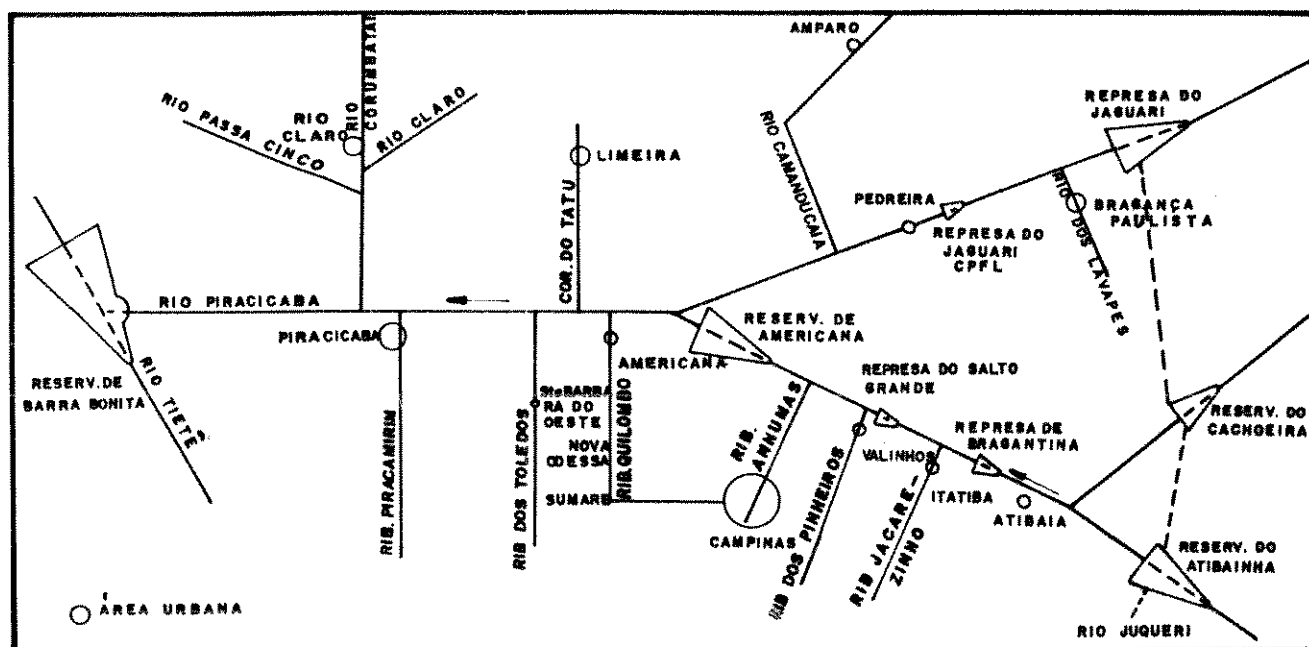 AMPARO
RIO PASSA CINCO
RIO
CLARO
RIO
CORUMBATAI
RIO CLARO
COR. DO TATU
LIMEIRA
RIO CAMANDUCAIA
REPRESA DO
JAGUARI
PEDREIRA
REPRESA DO
JAGUARI
CPFL
RIO DOS LAVAPES
BRAGANÇA
PAULISTA
RIO PIRACICABA
PIRACICABA
AMERICANA
RESERV. DE
AMERICANA
RESERV. DE
BARRA BONITA
RIO TIETÊ
RIB. PIRACAMIRIM
RIB DOS TOLEDOS
Sta BARBA
RA DO
OESTE
NOVA
ODESSA
SUMARE
RIB. QUILOMBO
RIB.
ANHUMAS
CAMPINAS
REPRESA DO SALTO
GRANDE
REPRESA DE
BRAGANTINA
RIB DOS PINHEIROS
VALINHOS
RIB JACARE-
ZINHO
ITATIBA
ATIBAIA
RESERV. DO
CACHOEIRA
RESERV. DO
ATIBAINHA
RIO JUQUERI
ÁREA URBANA